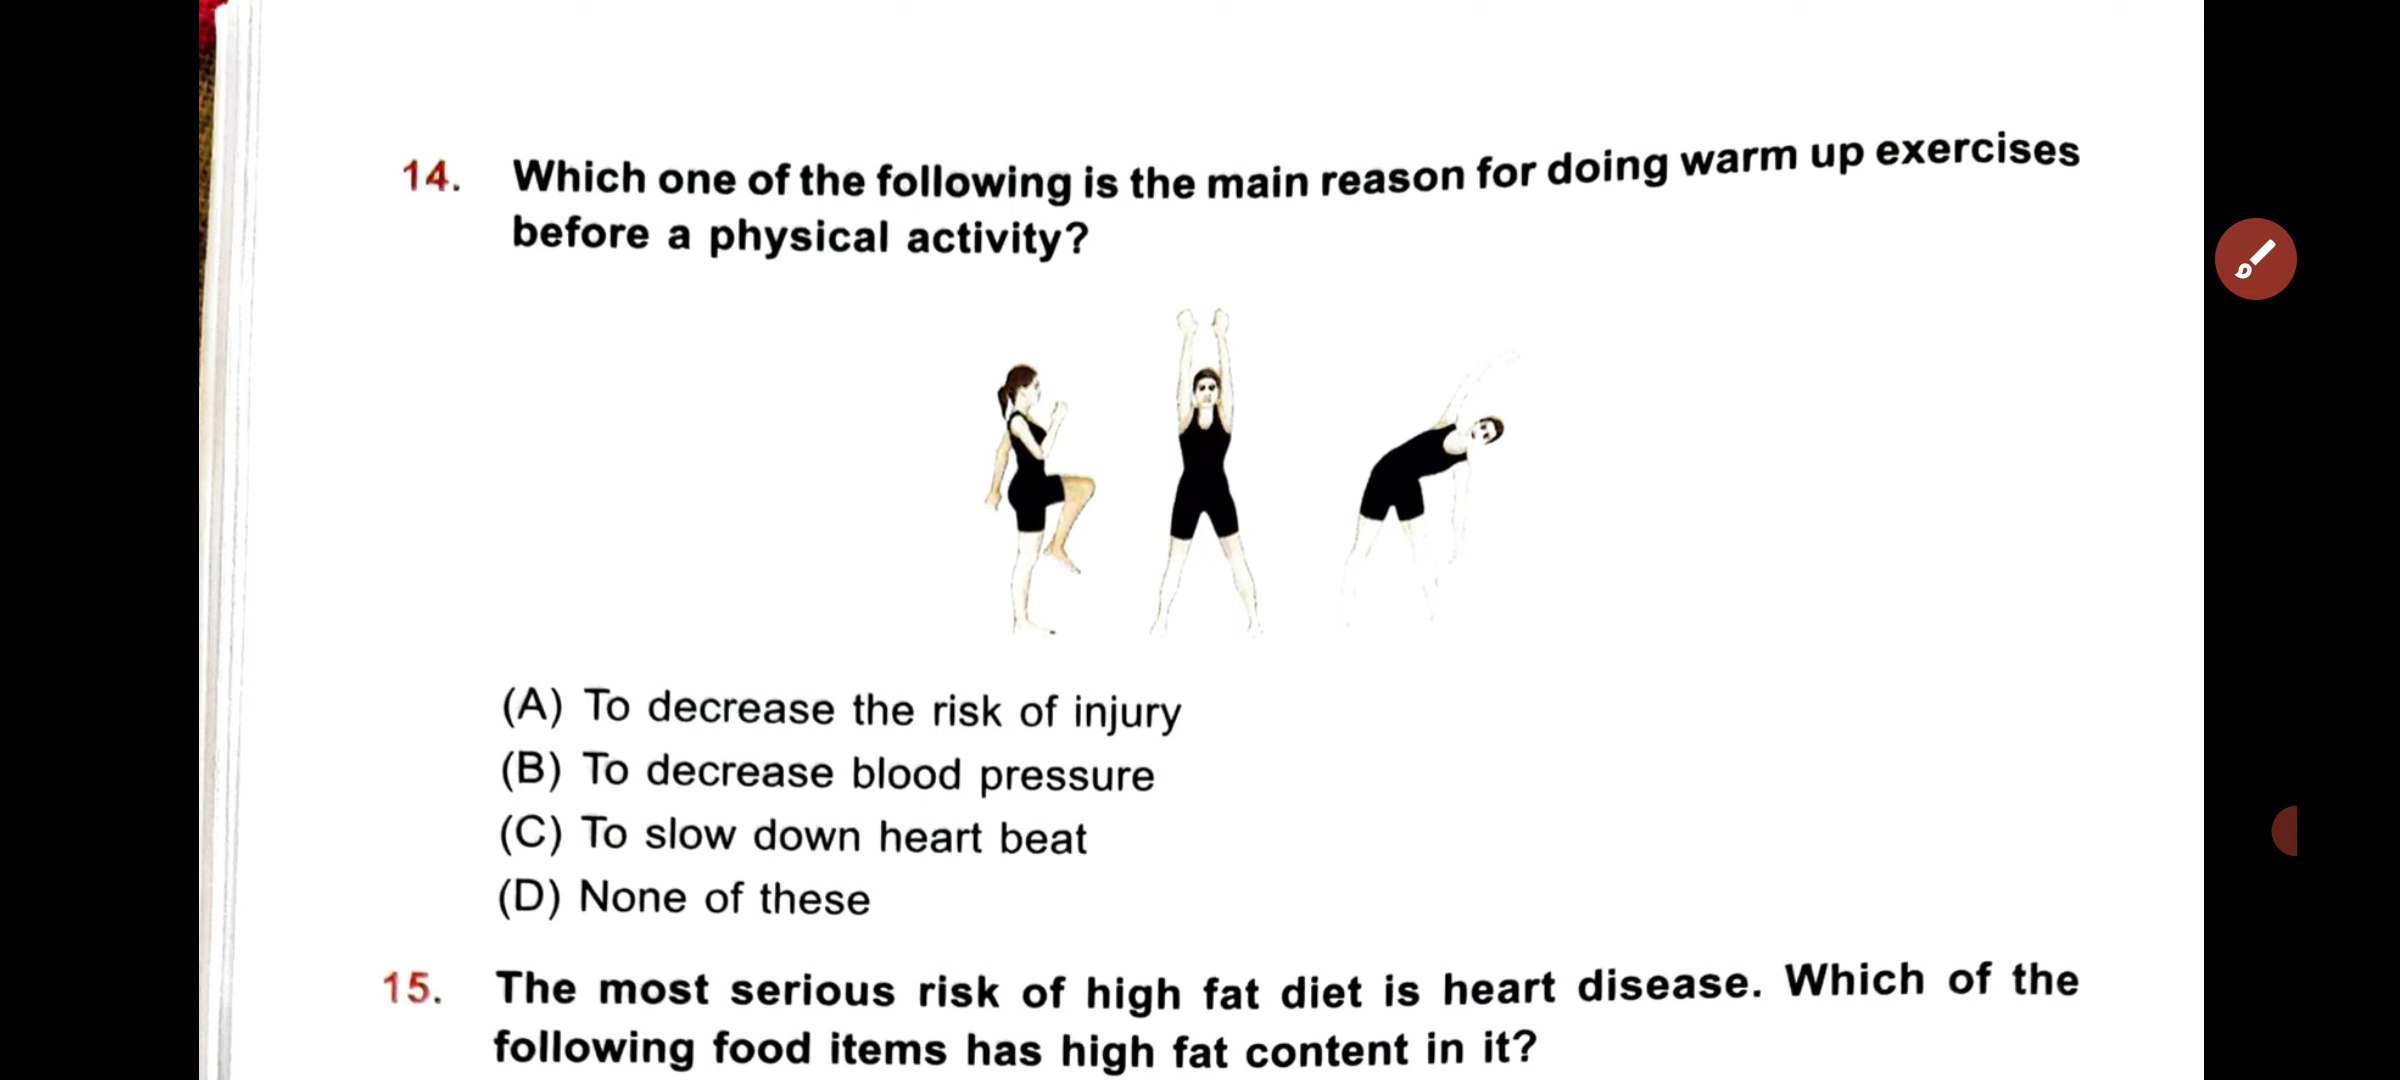 14. Which one of the following is the main reason for doing warm up exercises
before a physical activity?
(A) To decrease the risk of injury
(B) To decrease blood pressure
(C) To slow down heart beat
(D) None of these
15. The most serious risk of high fat diet is heart disease. Which of the
following food items has high fat content in it?